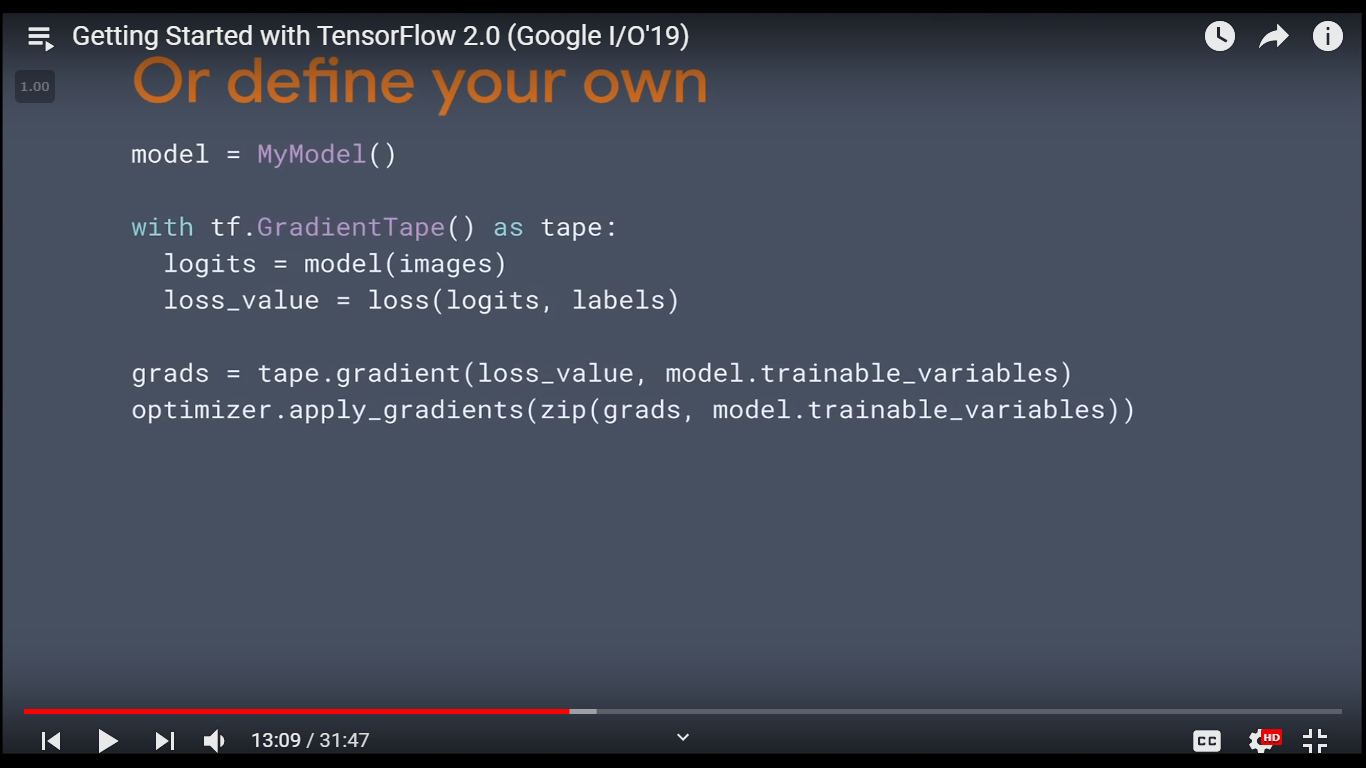 Getting Started with TensorFlow 2.0 (Google I/O'19)
1.00
Or define your own
model = MyModel()
with tf.GradientTape() as tape:
  logits = model(images)
  loss_value = loss(logits, labels)
grads = tape.gradient(loss_value, model.trainable_variables)
optimizer.apply_gradients(zip(grads, model.trainable_variables))
13:09 / 31:47
CC
HD